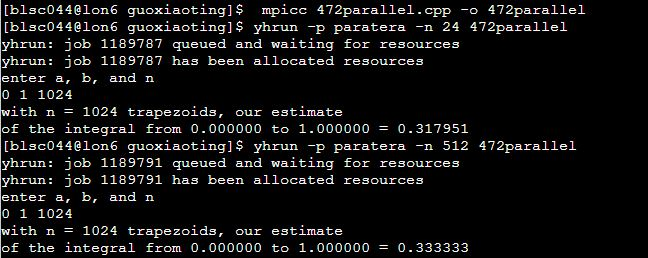 [blsc044@lon6 guoxiaoting]$  mpicc 472parallel.cpp -o 472parallel
[blsc044@lon6 guoxiaoting]$ yhrun -p paratera -n 24 472parallel
yhrun: job 1189787 queued and waiting for resources
yhrun: job 1189787 has been allocated resources
enter a, b, and n
0 1 1024
with n = 1024 trapezoids, our estimate
of the integral from 0.000000 to 1.000000 = 0.317951
[blsc044@lon6 guoxiaoting]$ yhrun -p paratera -n 512 472parallel
yhrun: job 1189791 queued and waiting for resources
yhrun: job 1189791 has been allocated resources
enter a, b, and n
0 1 1024
with n = 1024 trapezoids, our estimate
of the integral from 0.000000 to 1.000000 = 0.333333